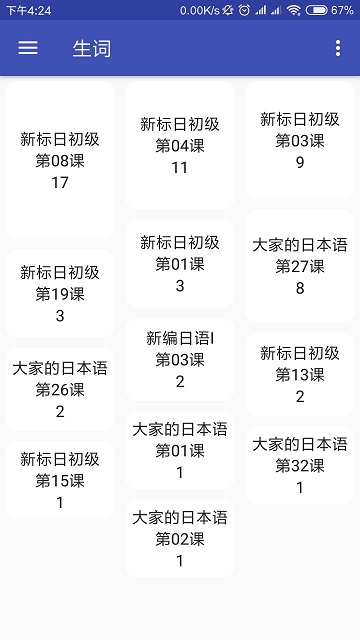 下午4:24
0.00K/s
67%
生词
新标日初级
第08课
17
新标日初级
第04课
11
新标日初级
第03课
9
新标日初级
第19课
3
新标日初级
第01课
3
大家的日本语
第27课
8
大家的日本语
第26课
2
新编日语I
第03课
2
新标日初级
第13课
2
新标日初级
第15课
1
大家的日本语
第01课
1
大家的日本语
第32课
1
大家的日本语
第02课
1